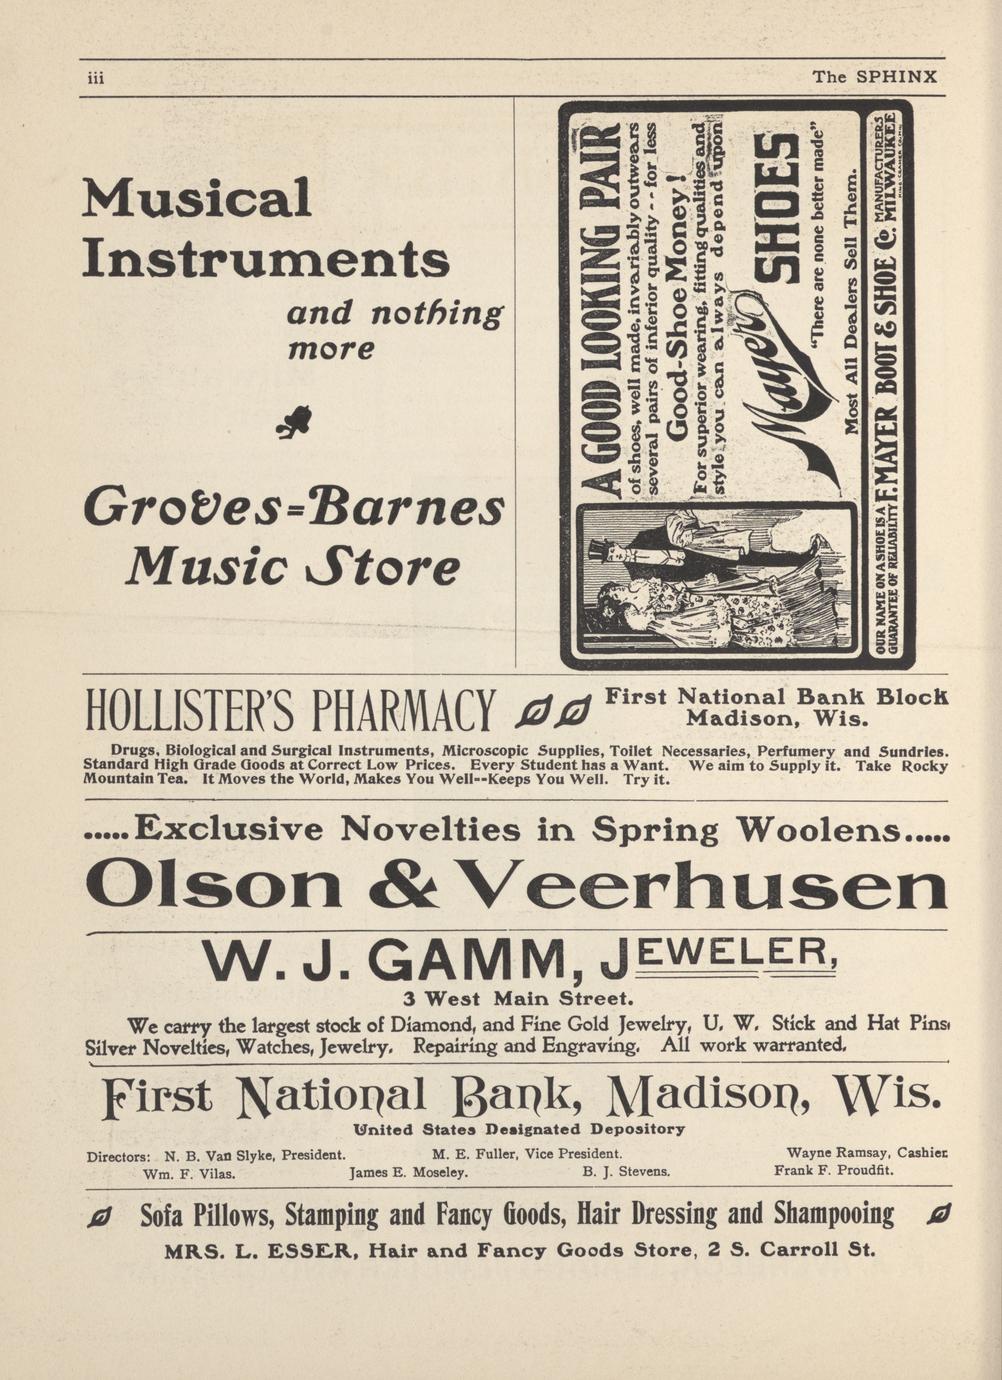 iii
The SPHINX
Musical
Instruments
and nothing
more
Groves=Barnes
Music Store
A GOOD LOOKING PAIR
of shoes, well made, invariably outwears
several pairs of inferior quality -- for less
Good-Shoe Money!
For superior wearing, fitting qualities and
style you can always depend upon
Mayer SHOES
"There are none better made"
Most All Dealers Sell Them.
OUR NAME ON A SHOE IS A
GUARANTEE OF RELIABILITY
F. MAYER BOOT & SHOE Co.
MANUFACTURERS
MILWAUKEE
HOLLISTER'S PHARMACY
First National Bank Block
Madison, Wis.
Drugs, Biological and Surgical Instruments, Microscopic Supplies, Toilet Necessaries, Perfumery and Sundries.
Standard High Grade Goods at Correct Low Prices. Every Student has a Want. We aim to Supply it. Take Rocky
Mountain Tea. It Moves the World, Makes You Well--Keeps You Well. Try it.
.....Exclusive Novelties in Spring Woolens.....
Olson & Veerhusen
W. J. GAMM, JEWELER,
3 West Main Street.
We carry the largest stock of Diamond, and Fine Gold Jewelry, U. W. Stick and Hat Pins
Silver Novelties, Watches, Jewelry. Repairing and Engraving. All work warranted.
First National Bank, Madison, Wis.
United States Designated Depository
Directors: N. B. Van Slyke, President. M. E. Fuller, Vice President. Wayne Ramsay, Cashier.
Wm. F. Vilas. James E. Moseley. B. J. Stevens. Frank F. Proudfit.
Sofa Pillows, Stamping and Fancy Goods, Hair Dressing and Shampooing
MRS. L. ESSER, Hair and Fancy Goods Store, 2 S. Carroll St.